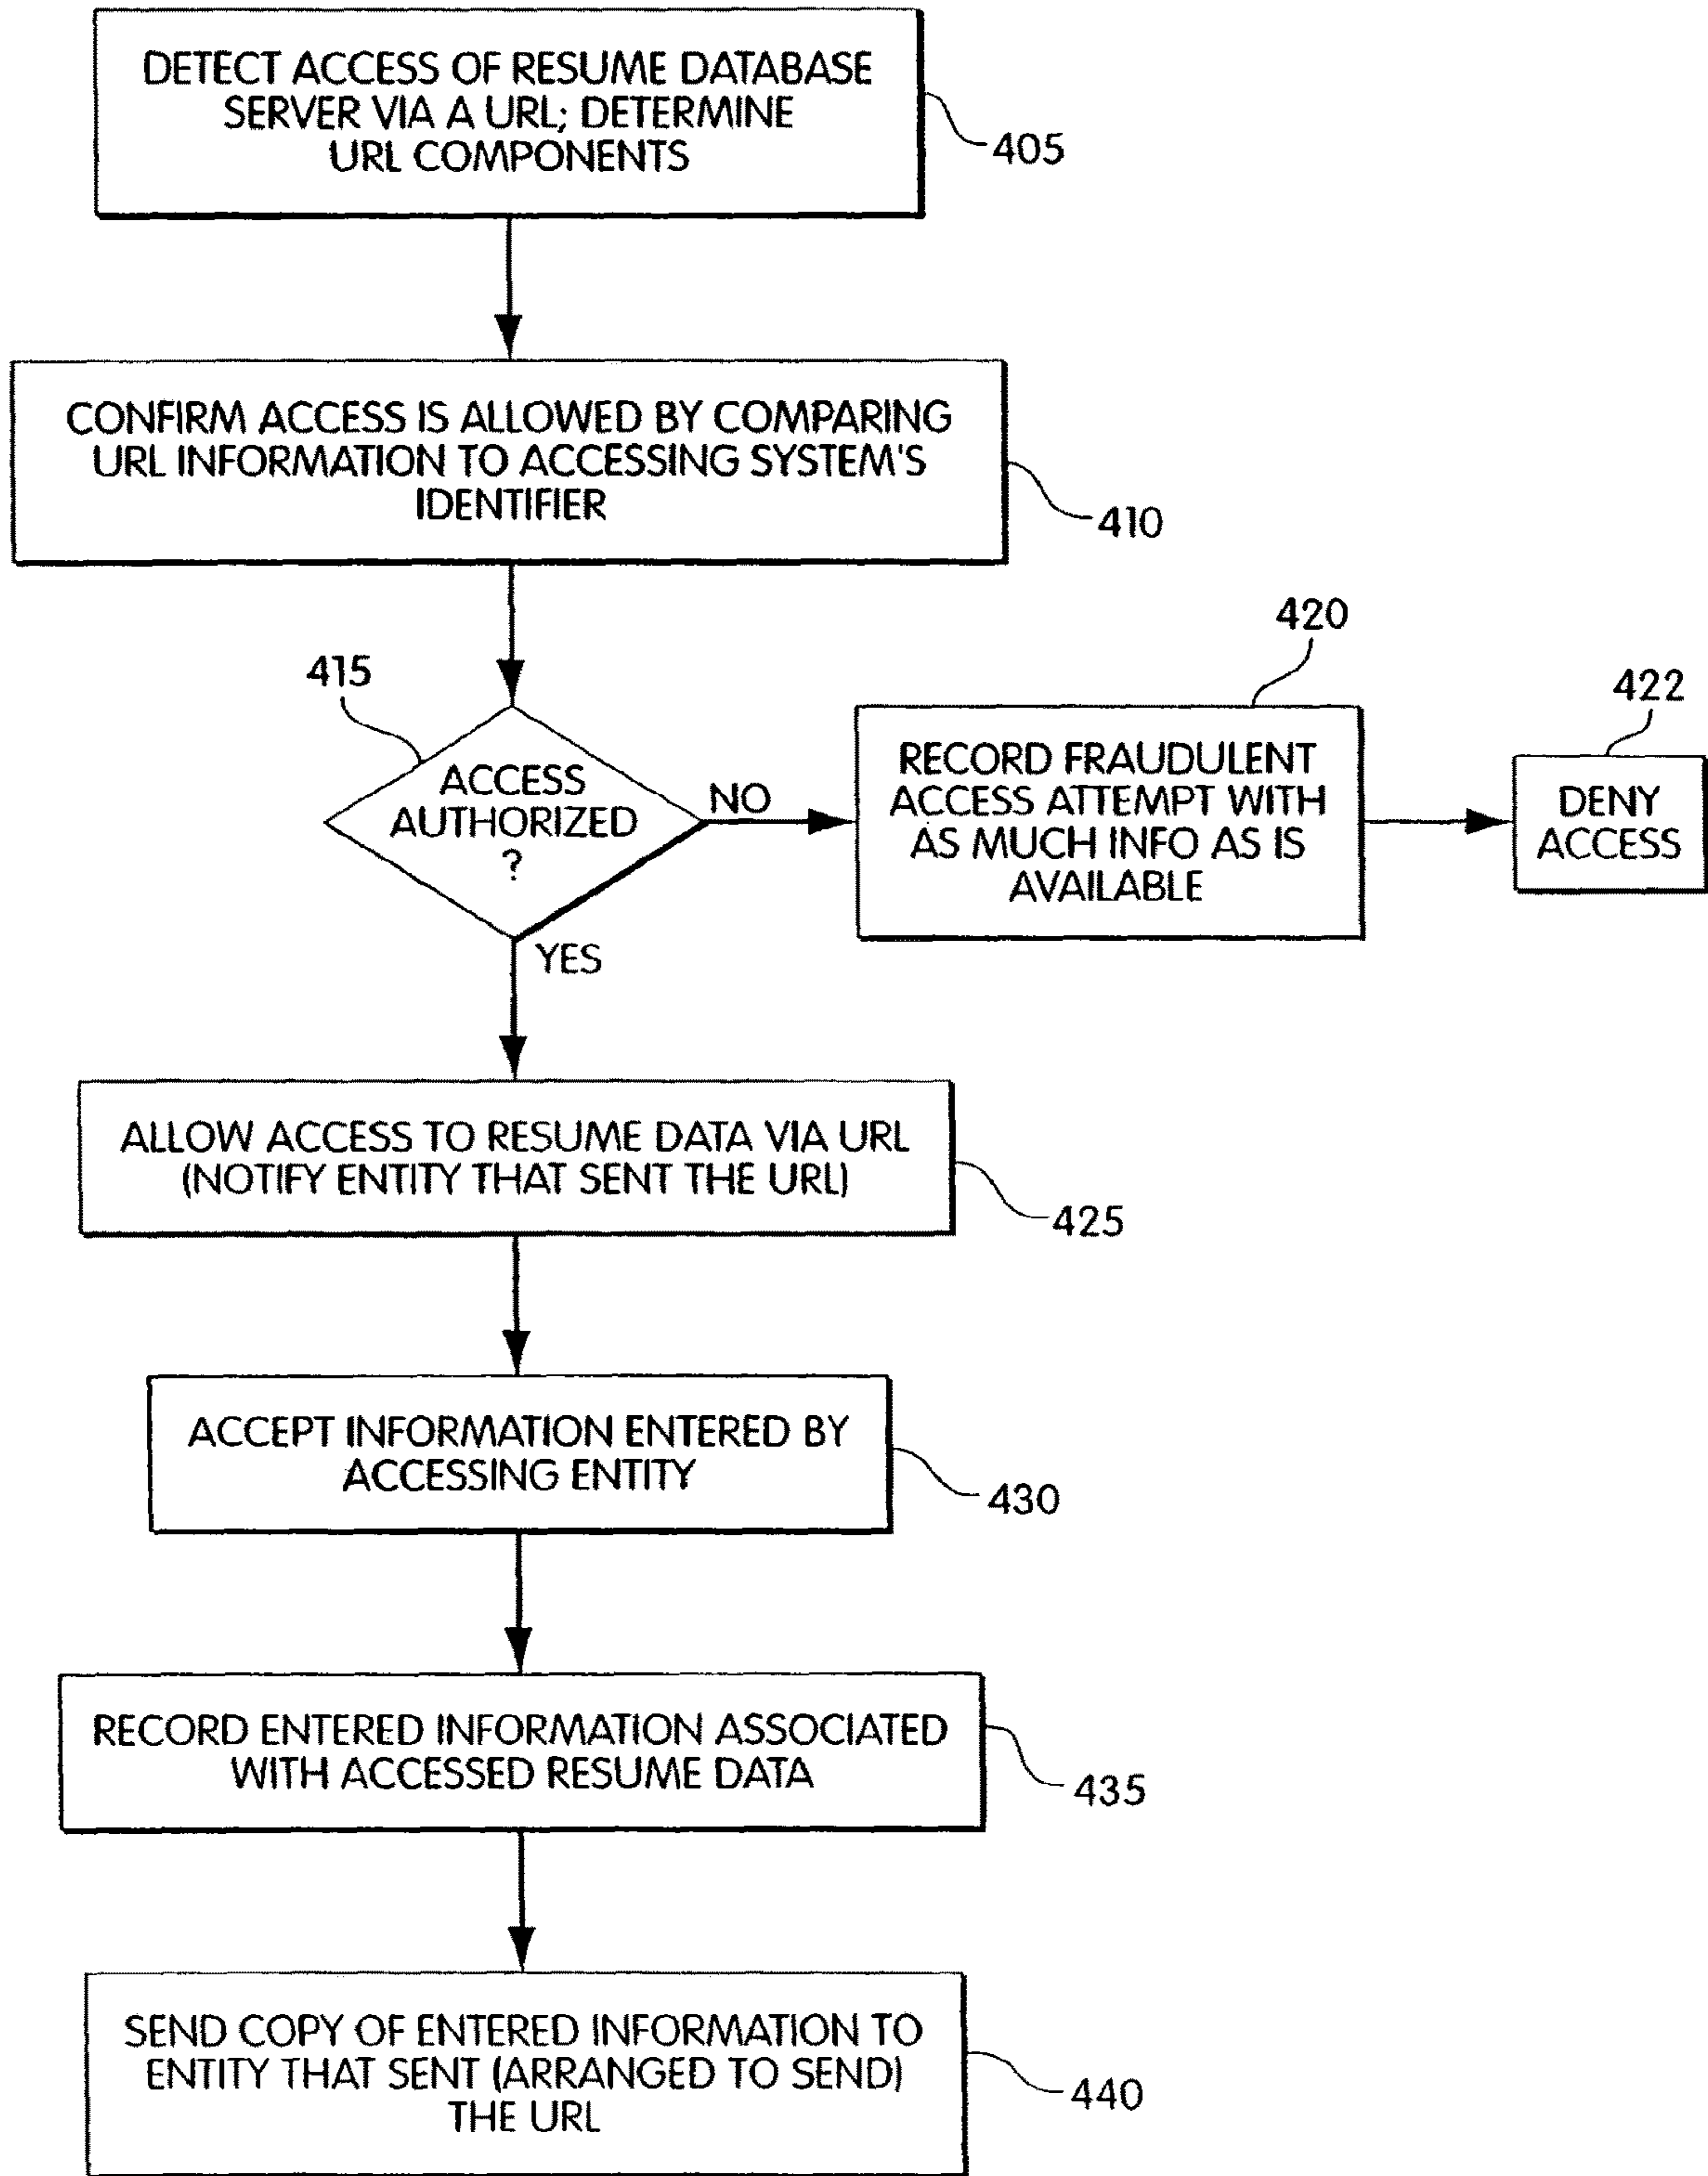 DETECT ACCESS OF RESUME DATABASE
SERVER VIA A URL; DETERMINE
URL COMPONENTS
405
CONFIRM ACCESS IS ALLOWED BY COMPARING
URL INFORMATION TO ACCESSING SYSTEM'S
IDENTIFIER
410
415
ACCESS
AUTHORIZED
?
NO
YES
420
RECORD FRAUDULENT
ACCESS ATTEMPT WITH
AS MUCH INFO AS IS
AVAILABLE
422
DENY
ACCESS
ALLOW ACCESS TO RESUME DATA VIA URL
(NOTIFY ENTITY THAT SENT THE URL)
425
ACCEPT INFORMATION ENTERED BY
ACCESSING ENTITY
430
RECORD ENTERED INFORMATION ASSOCIATED
WITH ACCESSED RESUME DATA
435
SEND COPY OF ENTERED INFORMATION TO
ENTITY THAT SENT (ARRANGED TO SEND)
THE URL
440